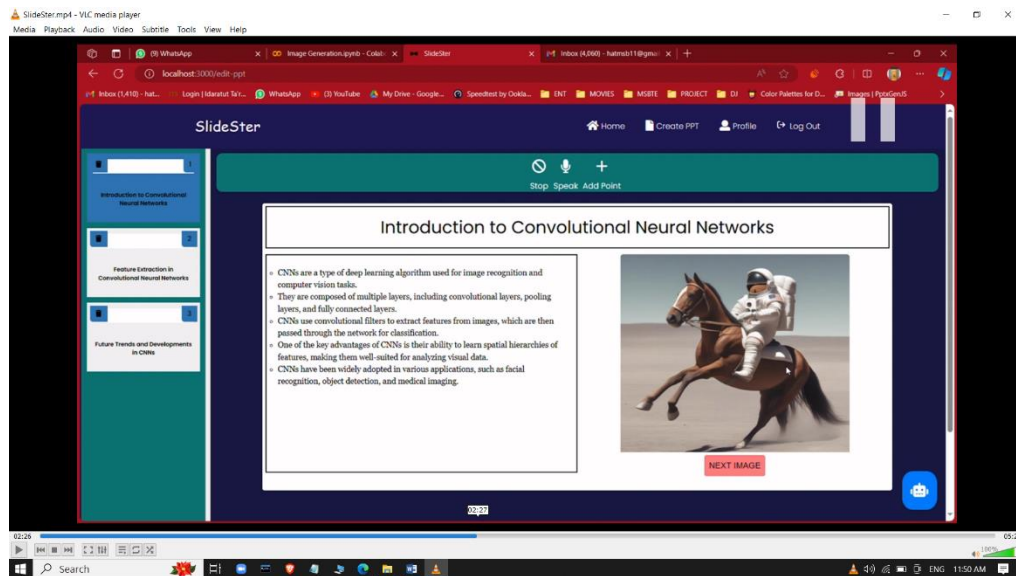 SlideSter.mp4 - VLC media player
Media Playback Audio Video Subtitle Tools View Help
(9) WhatsApp
Image Generation.ipynb - Colab
SlideSter
Inbox (4,060) - hatmsb11@gmai
localhost:3000/edit-ppt
Inbox (1,410) - hat...
Login | Idaratut Ta'r...
WhatsApp
(3) YouTube
My Drive - Google...
Speedtest by Ookla...
ENT
MOVIES
MSBTE
PROJECT
DJ
Color Palettes for D...
Images | PptxGenJS
SlideSter
Home
Create PPT
Profile
Log Out
1
Introduction to Convolutional
Neural Networks
2
Feature Extraction in
Convolutional Neural Networks
3
Future Trends and Developments
in CNNs
Stop Speak Add Point
Introduction to Convolutional Neural Networks
CNNs are a type of deep learning algorithm used for image recognition and
computer vision tasks.
They are composed of multiple layers, including convolutional layers, pooling
layers, and fully connected layers.
CNNs use convolutional filters to extract features from images, which are then
passed through the network for classification.
One of the key advantages of CNNs is their ability to learn spatial hierarchies of
features, making them well-suited for analyzing visual data.
CNNs have been widely adopted in various applications, such as facial
recognition, object detection, and medical imaging.
NEXT IMAGE
02:27
02:26
100%
Search
ENG 11:50 AM